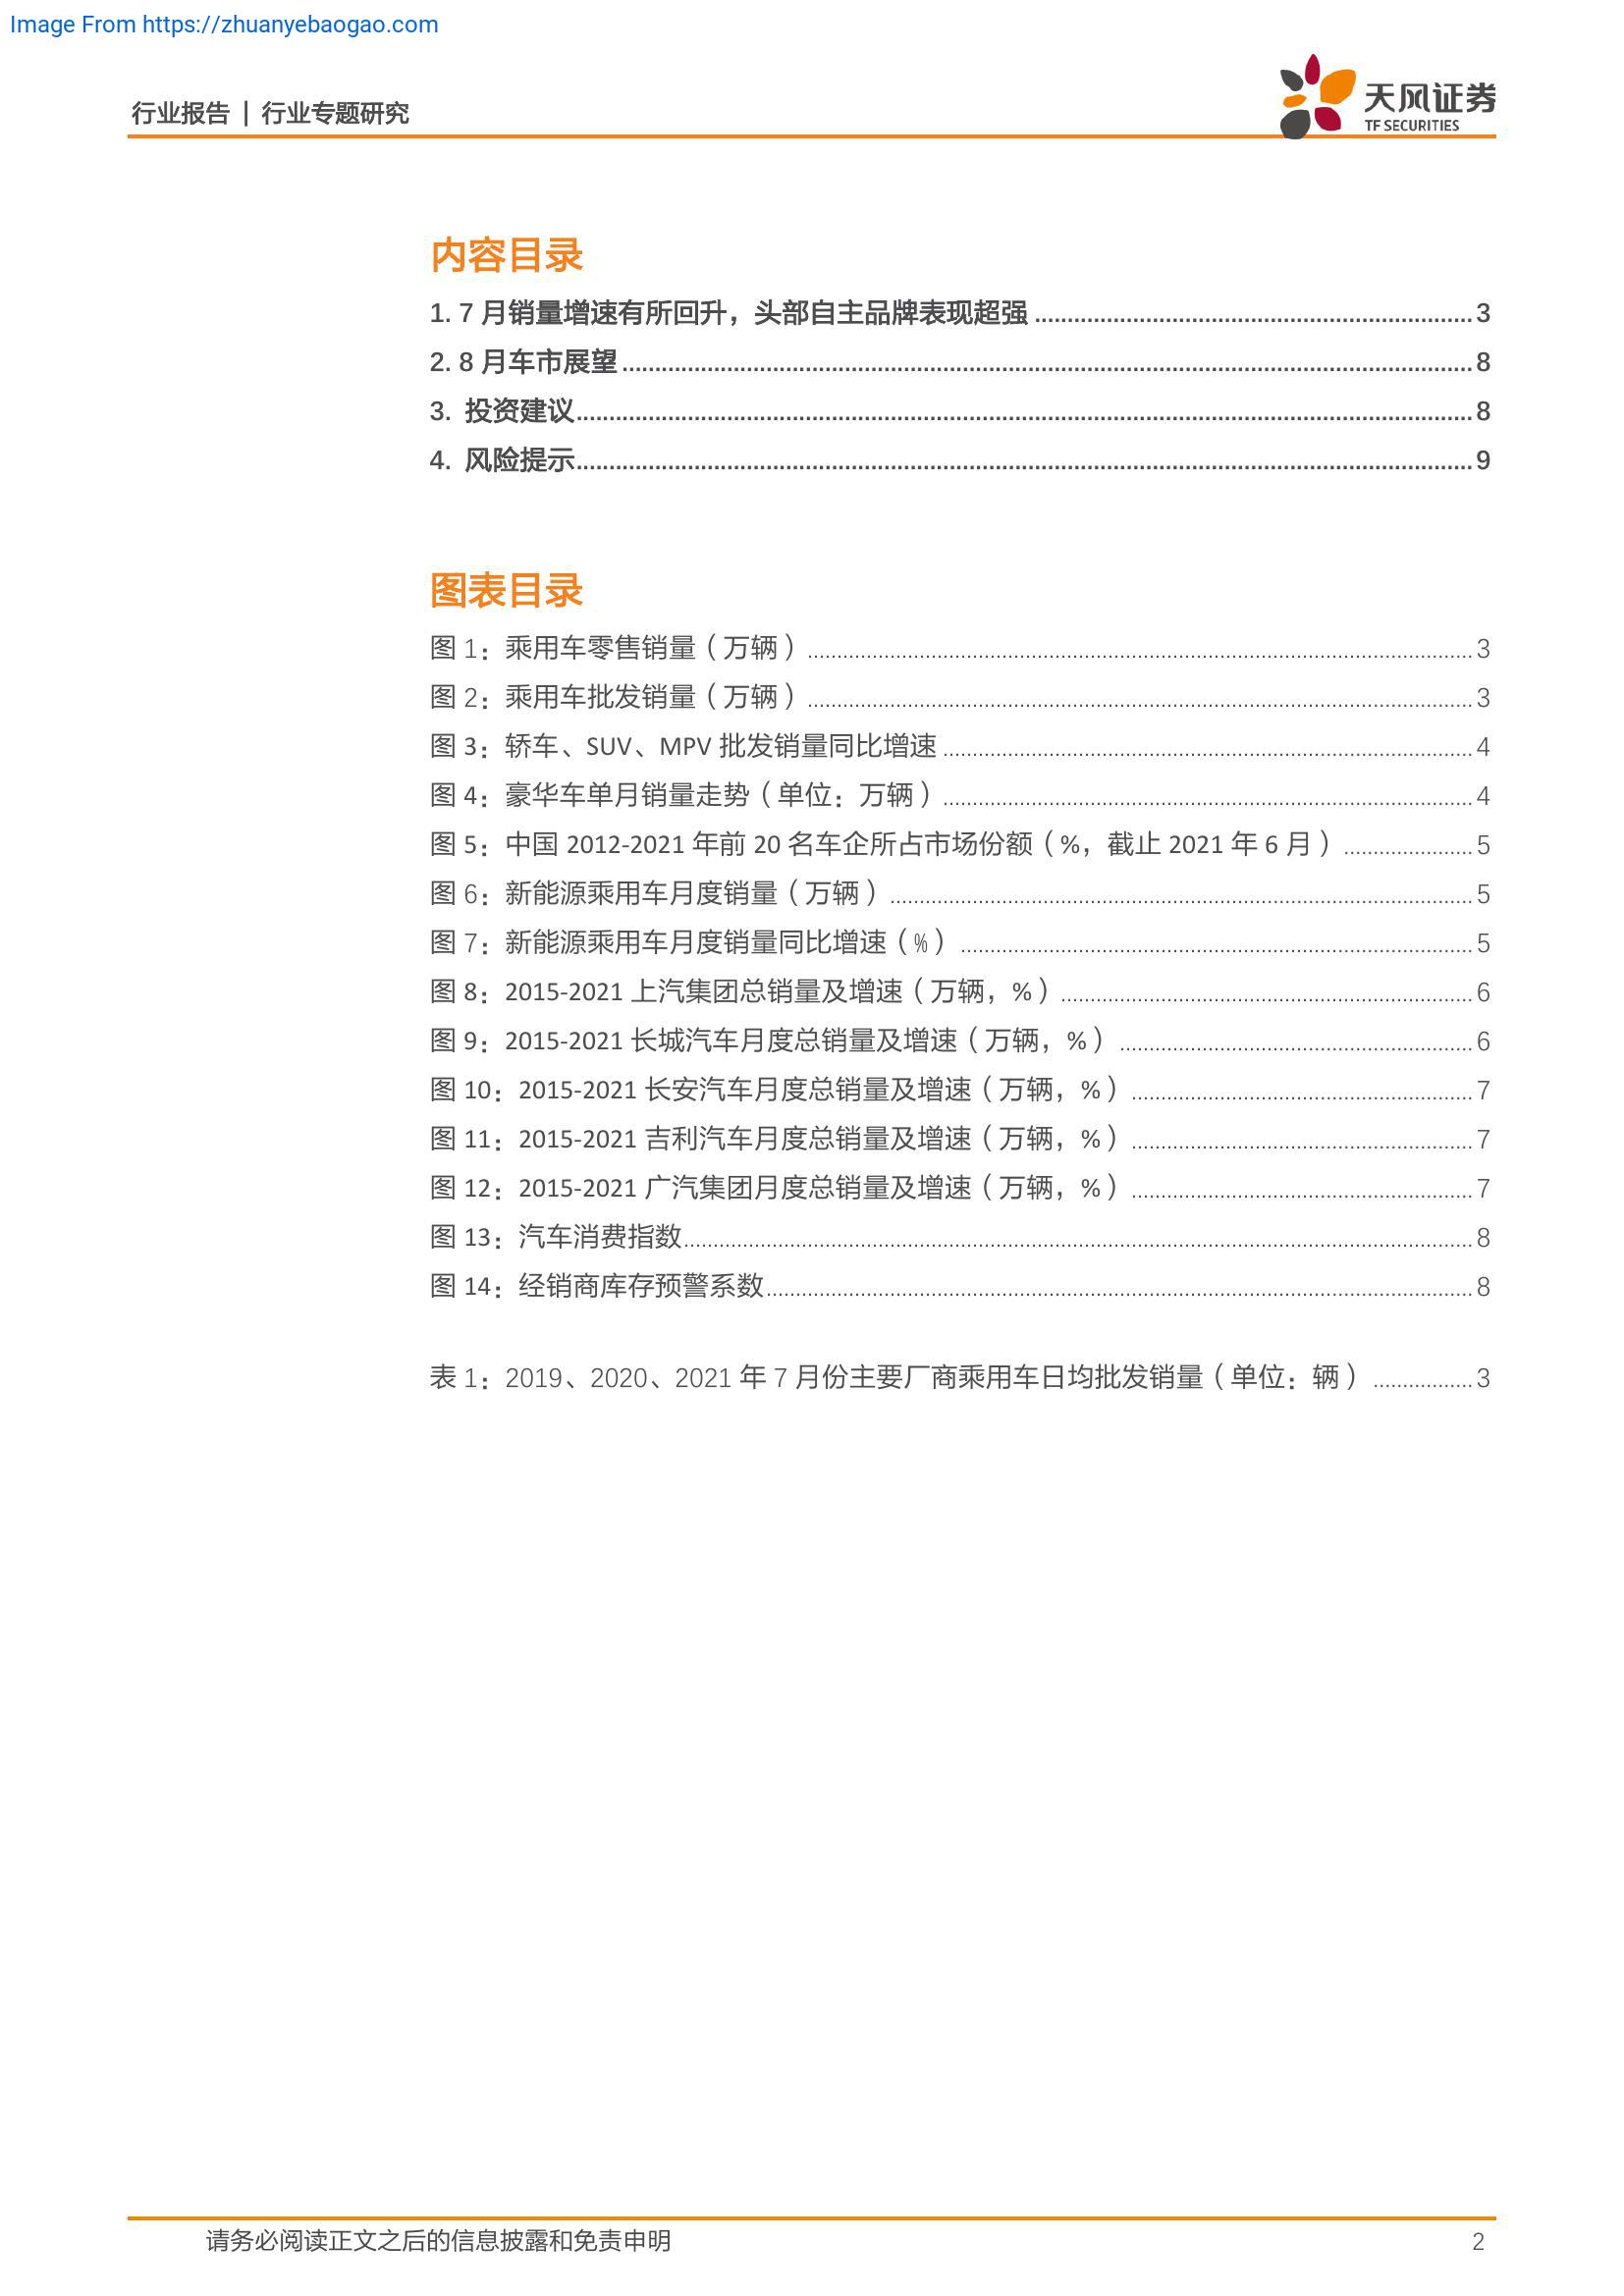 Image From https://zhuanyebaogao.com
行业报告 | 行业专题研究
天风证券
TF SECURITIES
内容目录
1. 7 月销量增速有所回升，头部自主品牌表现超强 ........ 3
2. 8 月车市展望 ........ 8
3. 投资建议 ........ 8
4. 风险提示 ........ 9
图表目录
图 1：乘用车零售销量（万辆） ........ 3
图 2：乘用车批发销量（万辆） ........ 3
图 3：轿车、SUV、MPV 批发销量同比增速 ........ 4
图 4：豪华车单月销量走势（单位：万辆） ........ 4
图 5：中国 2012-2021 年前 20 名车企所占市场份额（%，截止 2021 年 6 月） ........ 5
图 6：新能源乘用车月度销量（万辆） ........ 5
图 7：新能源乘用车月度销量同比增速（%） ........ 5
图 8：2015-2021 上汽集团总销量及增速（万辆，%） ........ 6
图 9：2015-2021 长城汽车月度总销量及增速（万辆，%） ........ 6
图 10：2015-2021 长安汽车月度总销量及增速（万辆，%） ........ 7
图 11：2015-2021 吉利汽车月度总销量及增速（万辆，%） ........ 7
图 12：2015-2021 广汽集团月度总销量及增速（万辆，%） ........ 7
图 13：汽车消费指数 ........ 8
图 14：经销商库存预警系数 ........ 8
表 1：2019、2020、2021 年 7 月份主要厂商乘用车日均批发销量（单位：辆） ........ 3
请务必阅读正文之后的信息披露和免责申明 2